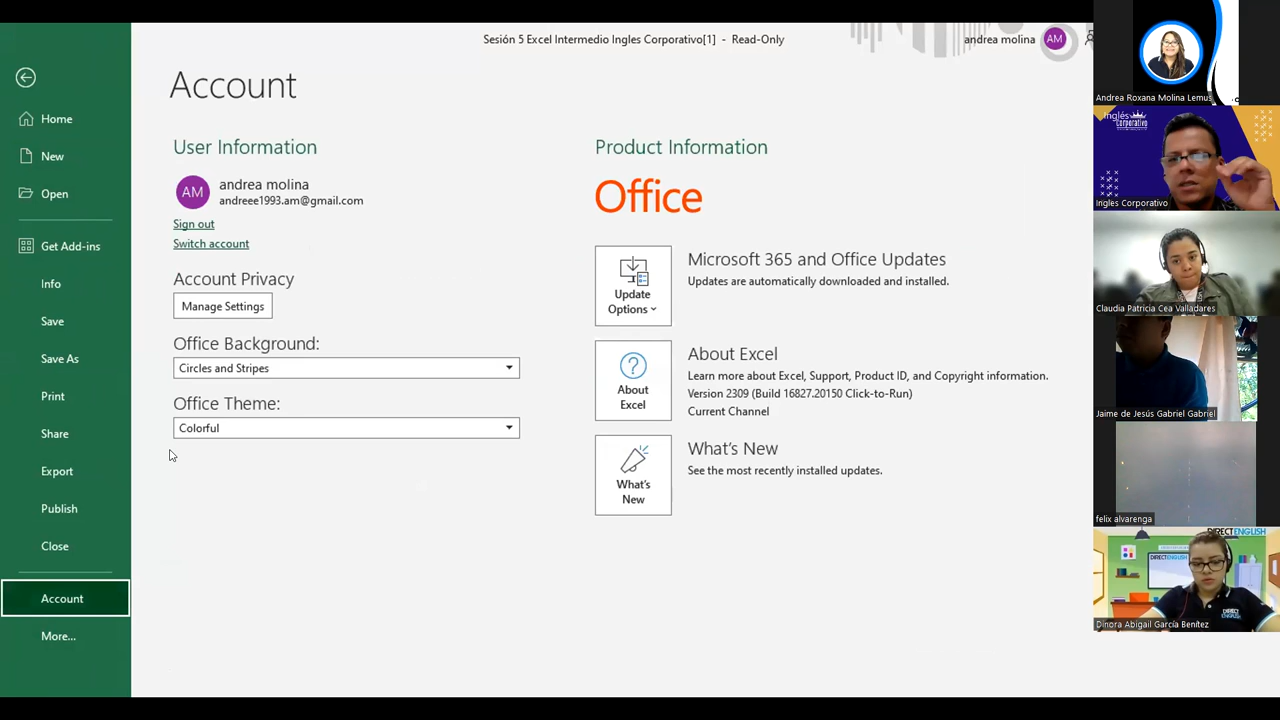 Sesión 5 Excel Intermedio Ingles Corporativo[1] - Read-Only
andrea molina
AM
Account
Home
New
Open
Get Add-ins
Info
Save
Save As
Print
Share
Export
Publish
Close
Account
More...
User Information
AM
andrea molina
andreee1993.am@gmail.com
Sign out
Switch account
Account Privacy
Manage Settings
Office Background:
Circles and Stripes
Office Theme:
Colorful
Product Information
Office
Update
Options
Microsoft 365 and Office Updates
Updates are automatically downloaded and installed.
About
Excel
About Excel
Learn more about Excel, Support, Product ID, and Copyright information.
Version 2309 (Build 16827.20150 Click-to-Run)
Current Channel
What's
New
What's New
See the most recently installed updates.
Andrea Roxana Molina Lemus
Inglés
Corporativo
Ingles Corporativo
Claudia Patricia Cea Valladares
Jaime de Jesús Gabriel Gabriel
felix alvarenga
DIRECT ENGLISH
DIRECT
ENGLISH
Dinora Abigail García Benítez